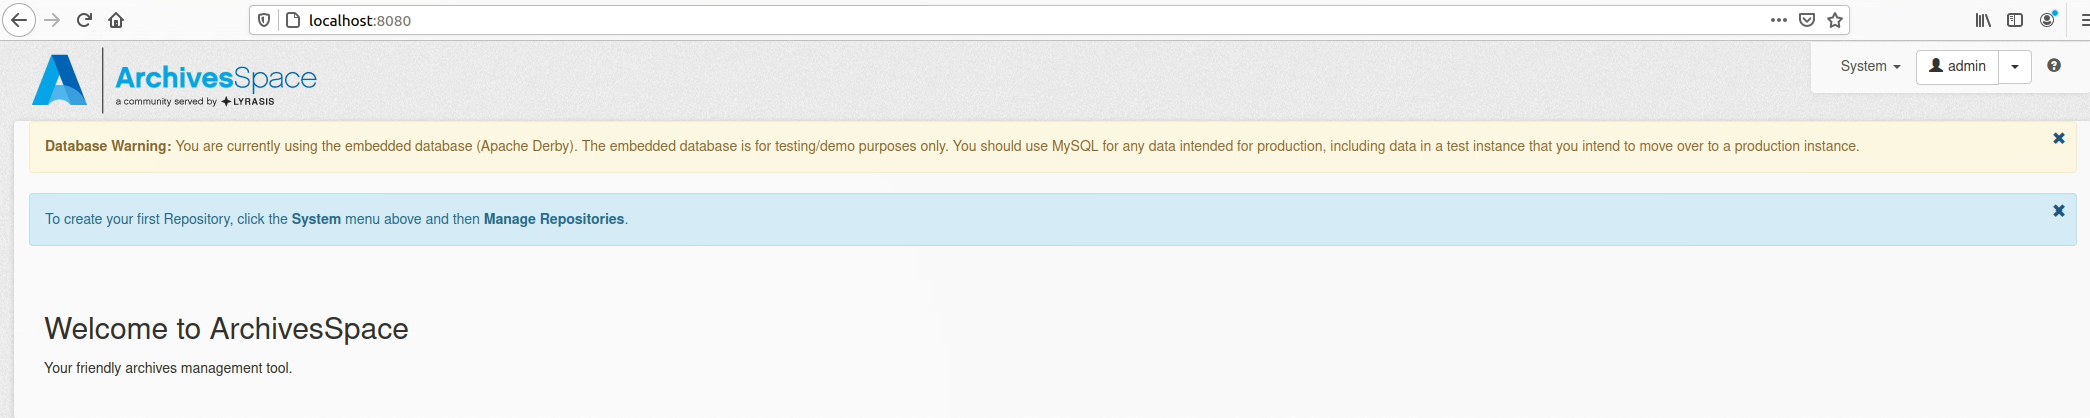 localhost:8080
ArchivesSpace
a community served by LYRASIS
System
admin
Database Warning: You are currently using the embedded database (Apache Derby). The embedded database is for testing/demo purposes only. You should use MySQL for any data intended for production, including data in a test instance that you intend to move over to a production instance.
To create your first Repository, click the System menu above and then Manage Repositories.
Welcome to ArchivesSpace
Your friendly archives management tool.